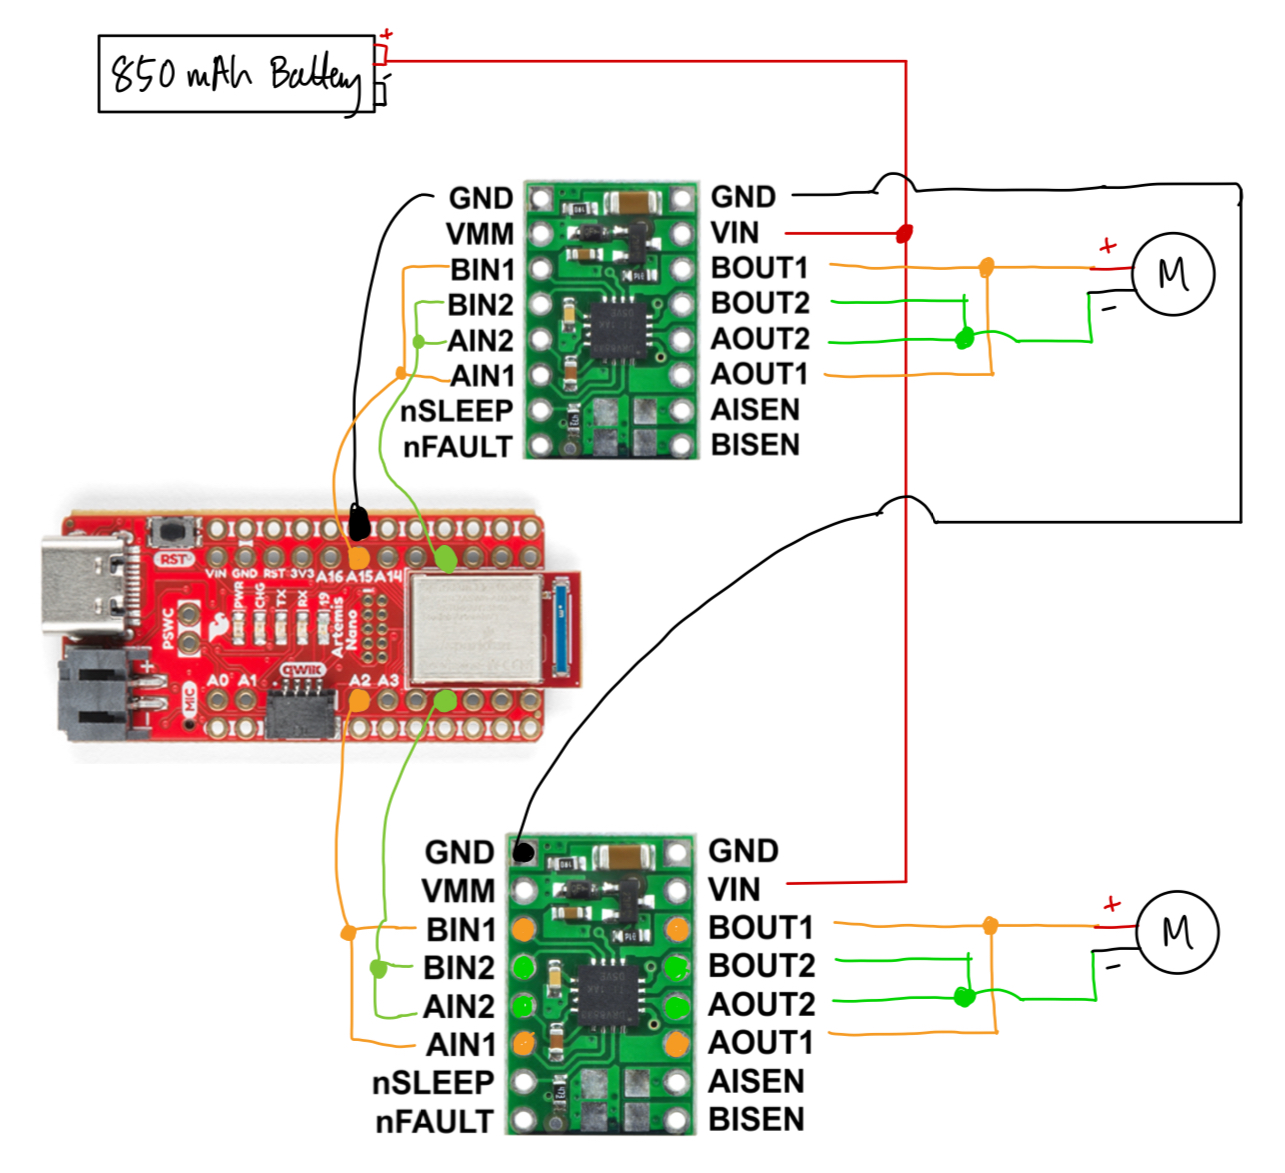 850 mAh Battery
+
-
GND
VMM
BIN1
BIN2
AIN2
AIN1
nSLEEP
nFAULT
GND
VIN
BOUT1
BOUT2
AOUT2
AOUT1
AISEN
BISEN
+
M
-
RST
VIN GND RST 3V3 A16 A15 A14
PWR
CHG
TX
RX
19
Artemis
Nano
PSWC
+
-
MIC
QWIIC
A0 A1 A2 A3
GND
VMM
BIN1
BIN2
AIN2
AIN1
nSLEEP
nFAULT
GND
VIN
BOUT1
BOUT2
AOUT2
AOUT1
AISEN
BISEN
+
M
-